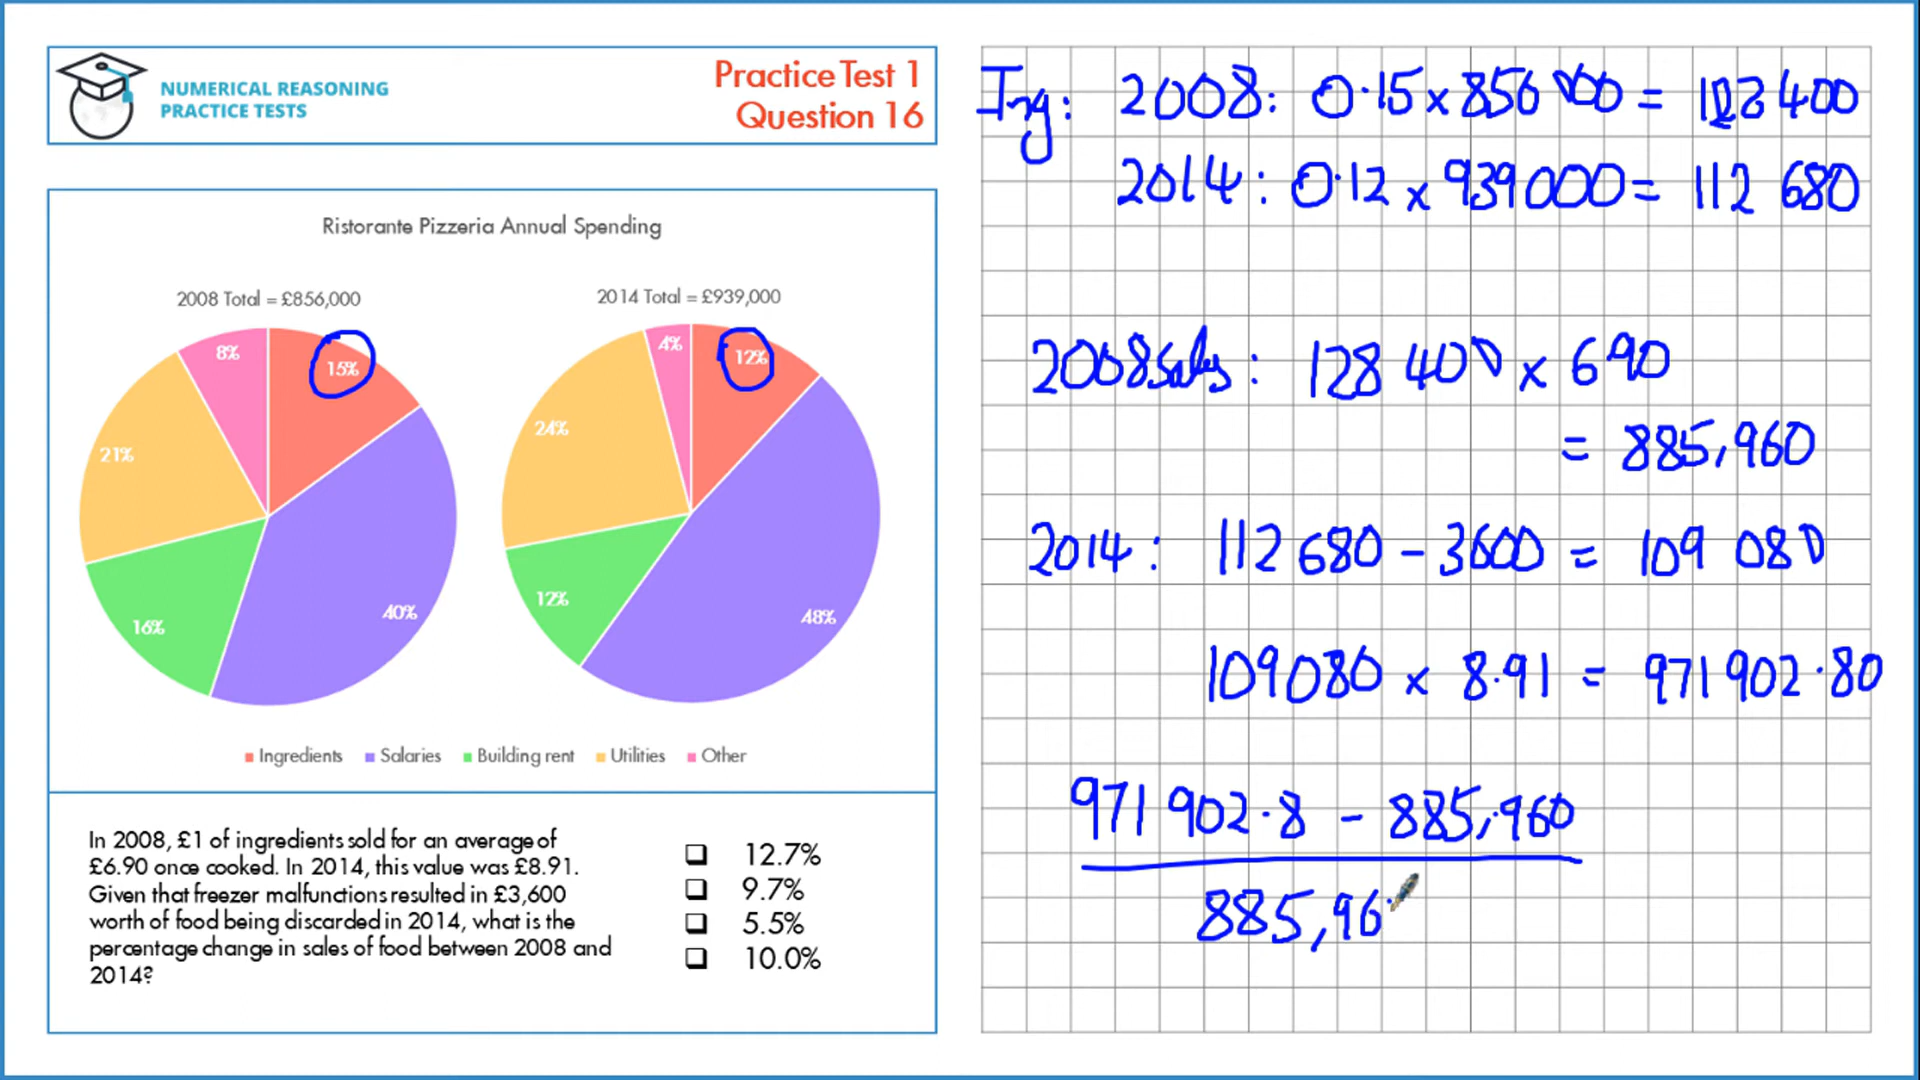 NUMERICAL REASONING
PRACTICE TESTS
Practice Test 1
Question 16
Ristorante Pizzeria Annual Spending
2008 Total = £856,000
2014 Total = £939,000
8%
15%
21%
16%
40%
4%
12%
24%
12%
48%
Ingredients Salaries Building rent Utilities Other
In 2008, £1 of ingredients sold for an average of
£6.90 once cooked. In 2014, this value was £8.91.
Given that freezer malfunctions resulted in £3,600
worth of food being discarded in 2014, what is the
percentage change in sales of food between 2008 and
2014?
12.7%
9.7%
5.5%
10.0%
Ing: 2008: 0.15 x 856 000 = 128 400
2014: 0.12 x 939000 = 112 680
2008 sales: 128 400 x 690
= 885,960
2014: 112 680 - 3600 = 109 080
109080 x 8.91 = 971 902.80
971 902.8 - 885,960
885,96